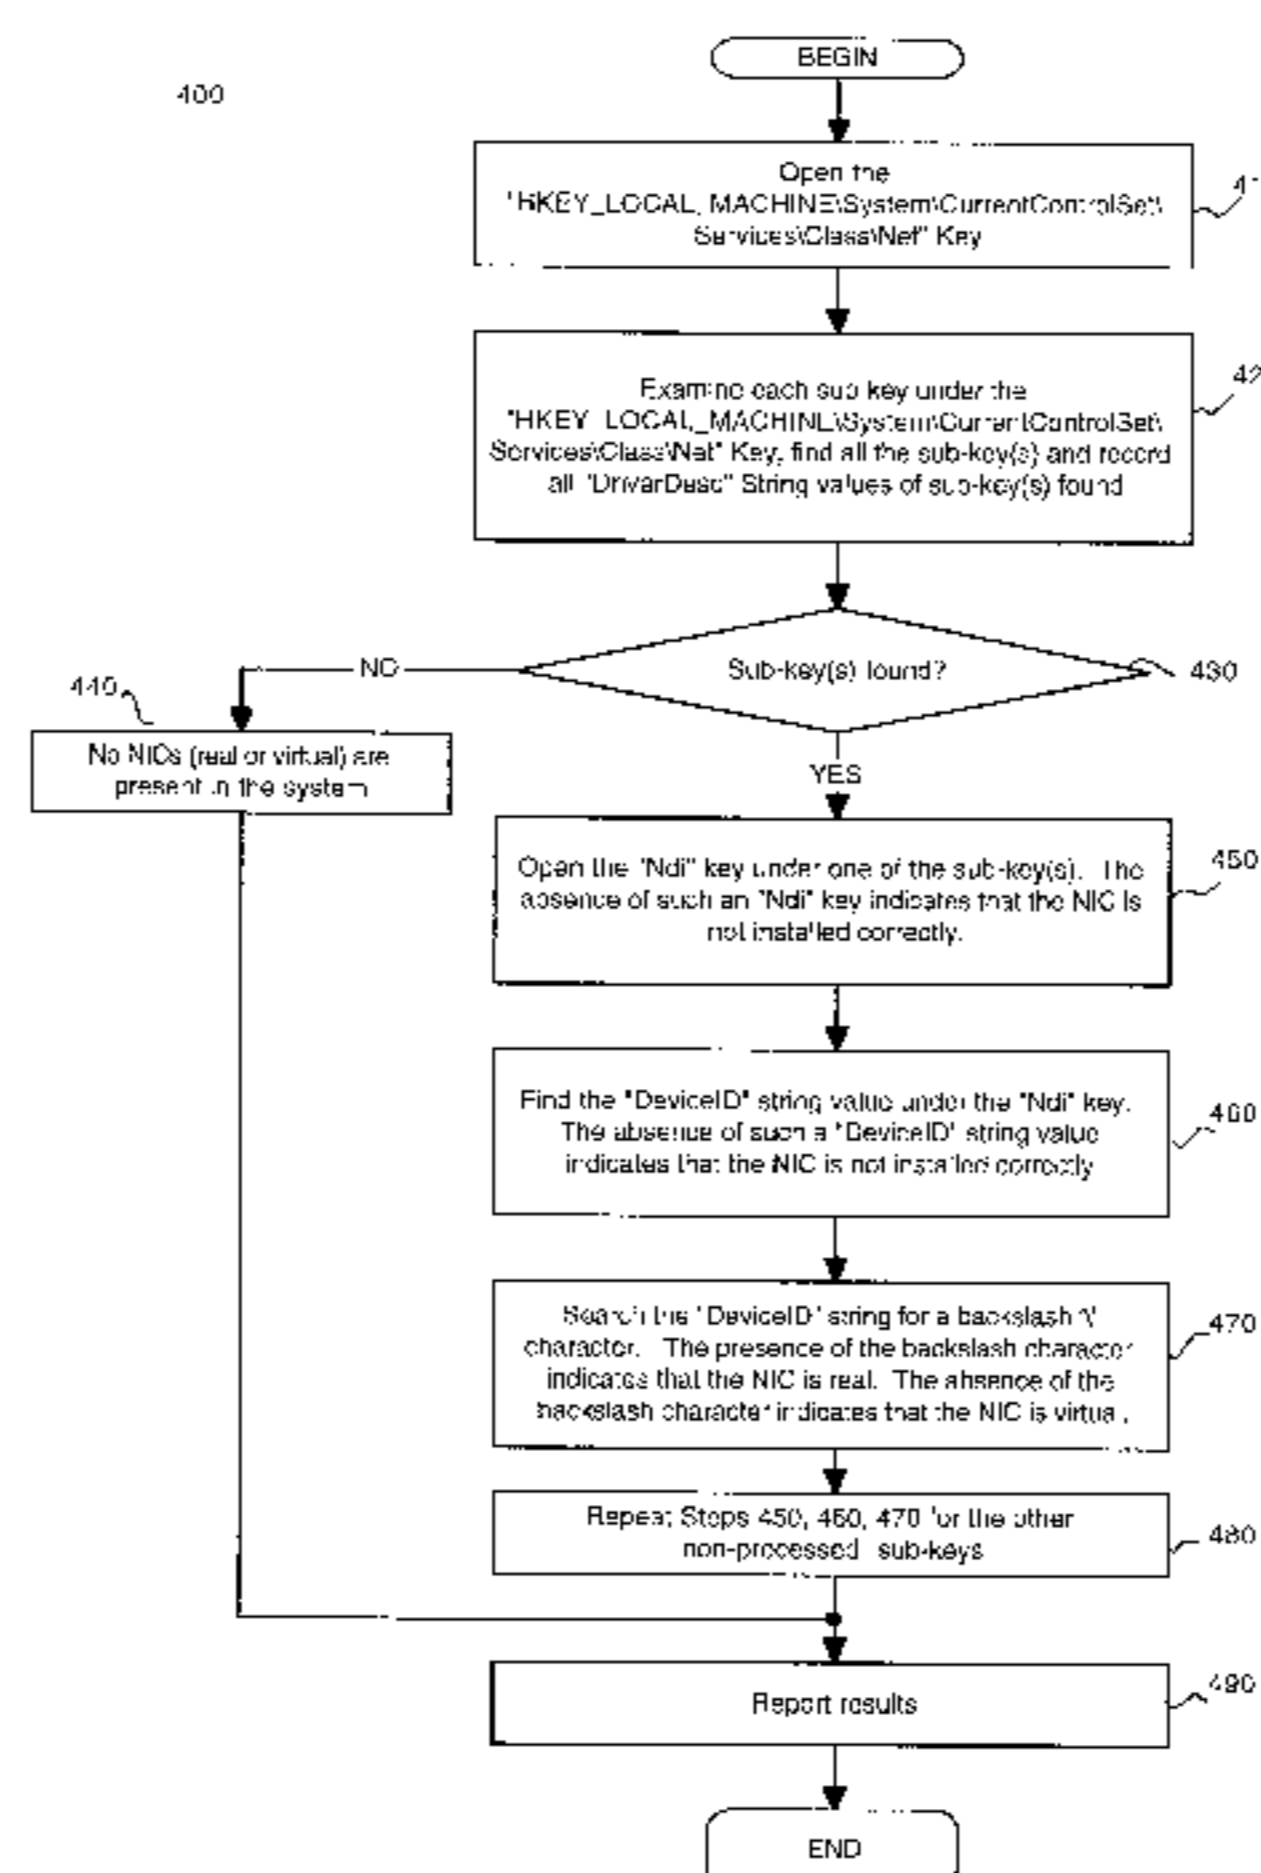 BEGIN
400
Open the
"HKEY_LOCAL_MACHINE\System\CurrentControlSet\
Services\Class\Net" Key
41
Examine each sub key under the
"HKEY_LOCAL_MACHINE\System\CurrentControlSet\
Services\Class\Net" Key, find all the sub-key(s) and record
all "DriverDesc" String values of sub-key(s) found
42
Sub-key(s) found?
430
NO
440
No NICs (real or virtual) are
present in the system
YES
Open the "Ndi" key under one of the sub-key(s). The
absence of such an "Ndi" key indicates that the NIC is
not installed correctly.
450
Find the "DeviceID" string value under the "Ndi" key.
The absence of such a "DeviceID" string value
indicates that the NIC is not installed correctly
460
Search the "DeviceID" string for a backslash '\'
character. The presence of the backslash character
indicates that the NIC is real. The absence of the
backslash character indicates that the NIC is virtual.
470
Repeat Steps 450, 460, 470 for the other
non-processed sub-keys
480
Report results
490
END